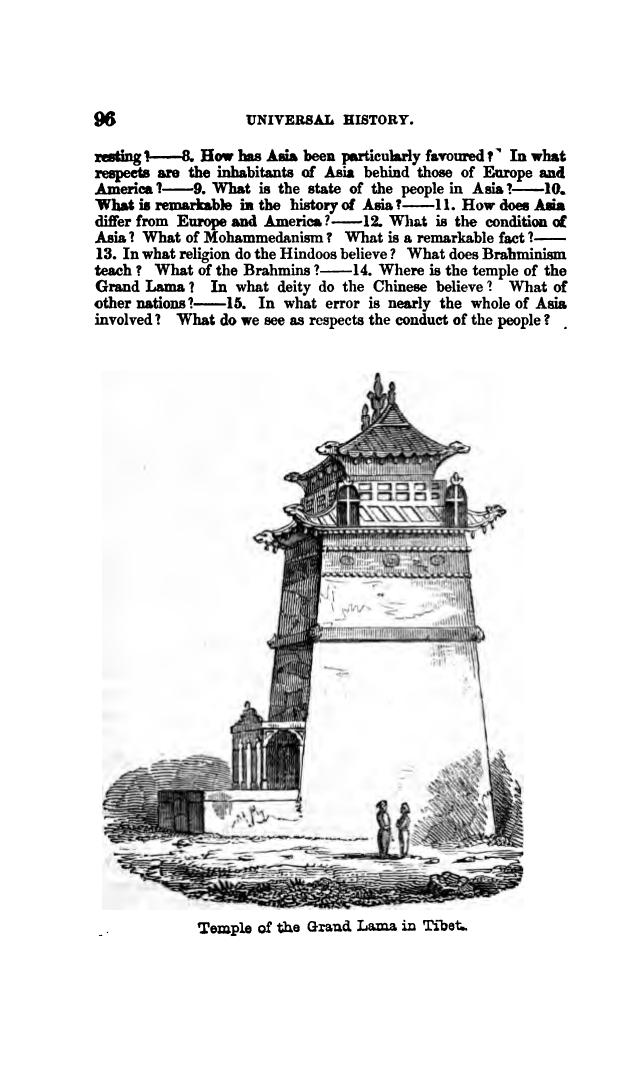 96 UNIVERSAL HISTORY.
resting?——8. How has Asia been particularly favoured? In what
respects are the inhabitants of Asia behind those of Europe and
America?——9. What is the state of the people in Asia?——10.
What is remarkable in the history of Asia?——11. How does Asia
differ from Europe and America?——12. What is the condition of
Asia? What of Mohammedanism? What is a remarkable fact?——
13. In what religion do the Hindoos believe? What does Brahminism
teach? What of the Brahmins?——14. Where is the temple of the
Grand Lama? In what deity do the Chinese believe? What of
other nations?——15. In what error is nearly the whole of Asia
involved? What do we see as respects the conduct of the people?
Temple of the Grand Lama in Tibet.